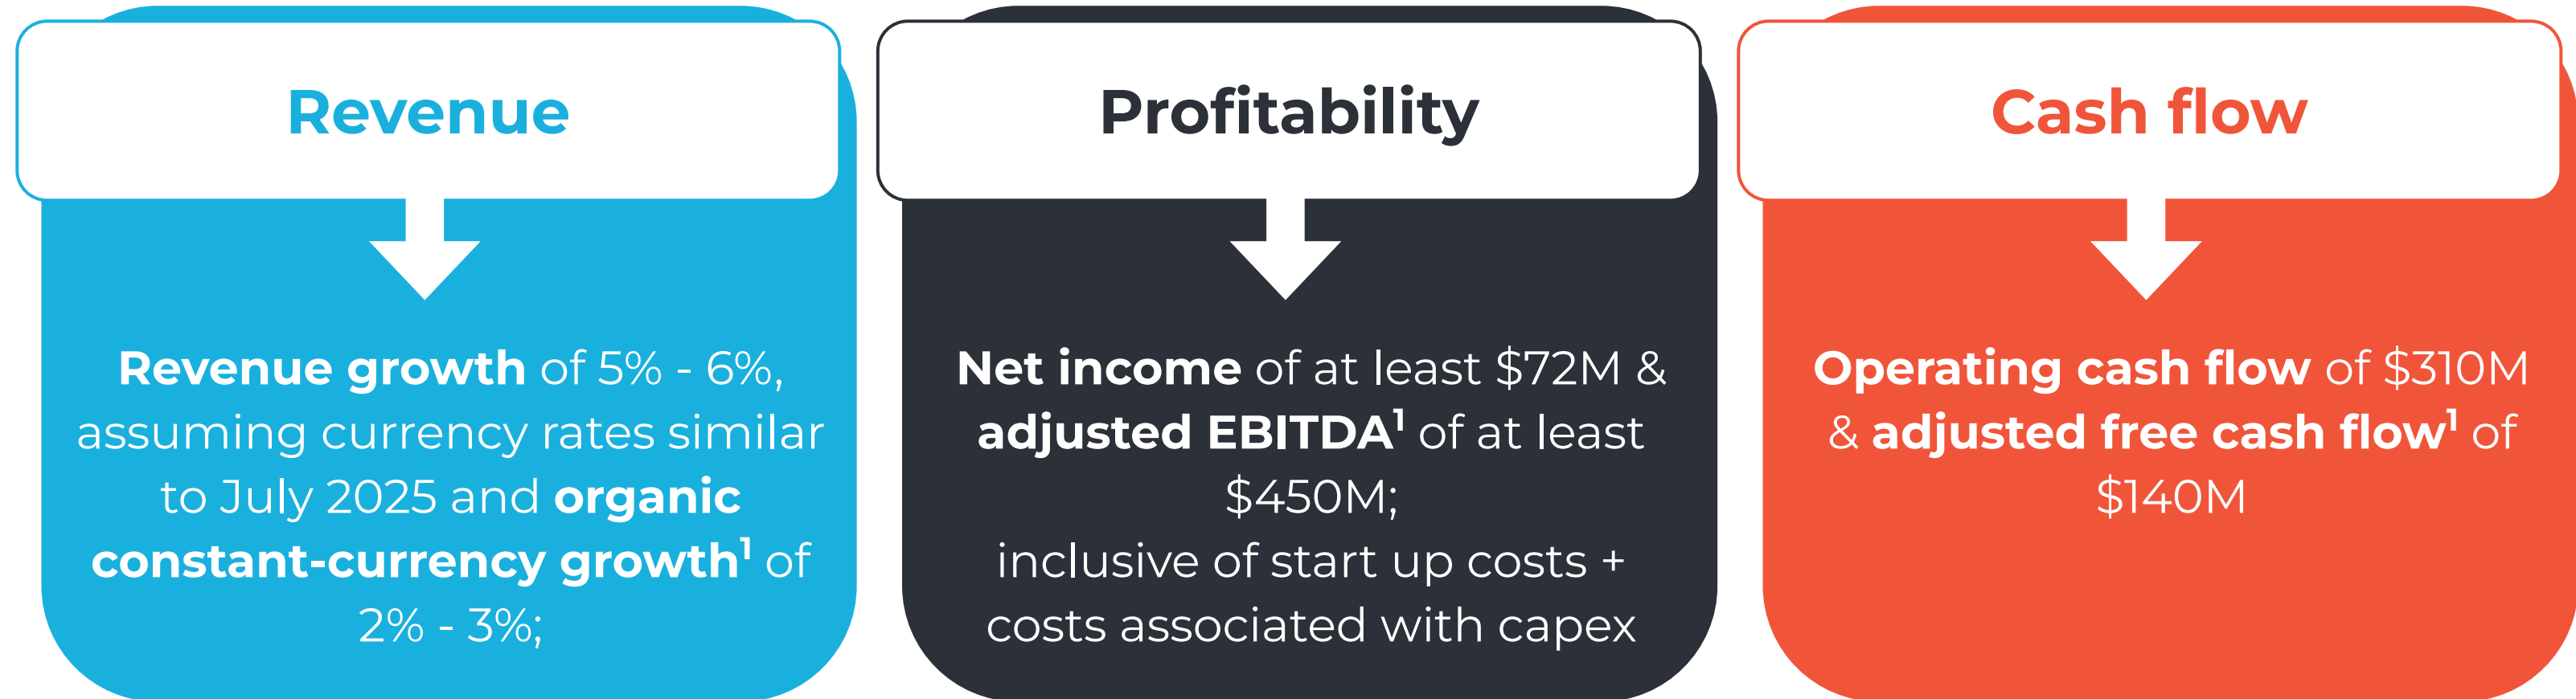 Revenue
Revenue growth of 5% - 6%,
assuming currency rates similar
to July 2025 and organic
constant-currency growth¹ of
2% - 3%;
Profitability
Net income of at least $72M &
adjusted EBITDA¹ of at least
$450M;
inclusive of start up costs +
costs associated with capex
Cash flow
Operating cash flow of $310M
& adjusted free cash flow¹ of
$140M